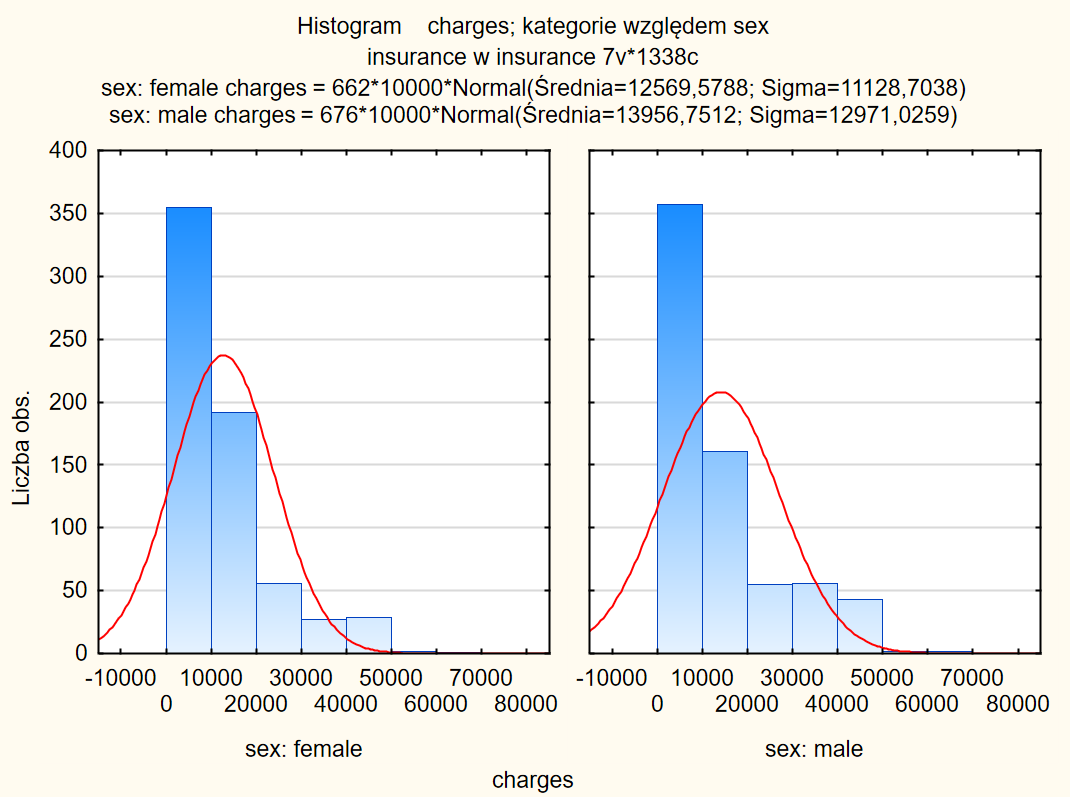 Histogram charges; kategorie względem sex
insurance w insurance 7v*1338c
sex: female charges = 662*10000*Normal(Średnia=12569,5788; Sigma=11128,7038)
sex: male charges = 676*10000*Normal(Średnia=13956,7512; Sigma=12971,0259)
Liczba obs.
400
350
300
250
200
150
100
50
0
-10000 10000 30000 50000 70000
0 20000 40000 60000 80000
sex: female
-10000 10000 30000 50000 70000
0 20000 40000 60000 80000
sex: male
charges